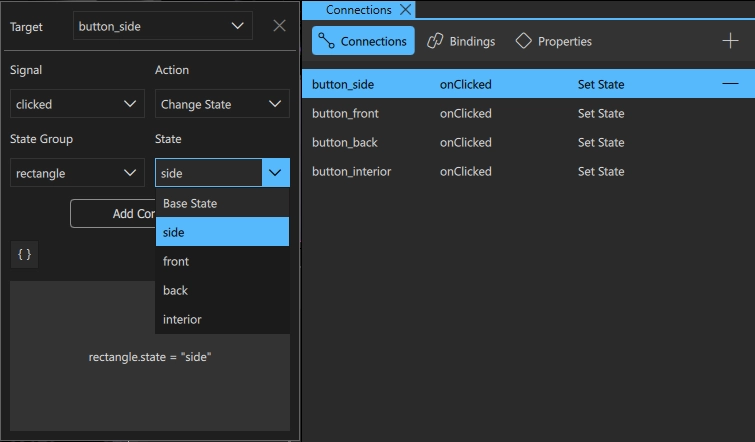 Target button_side
Signal Action
clicked Change State
State Group State
rectangle side
Base State
Add Con
side
{ }
front
back
interior
rectangle.state = "side"
Connections
Connections Bindings Properties
button_side onClicked Set State
button_front onClicked Set State
button_back onClicked Set State
button_interior onClicked Set State